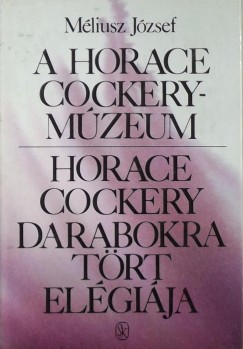 Méliusz József
A HORACE
COCKERY-
MÚZEUM
HORACE
COCKERY
DARABOKRA
TÖRT
ELÉGIÁJA